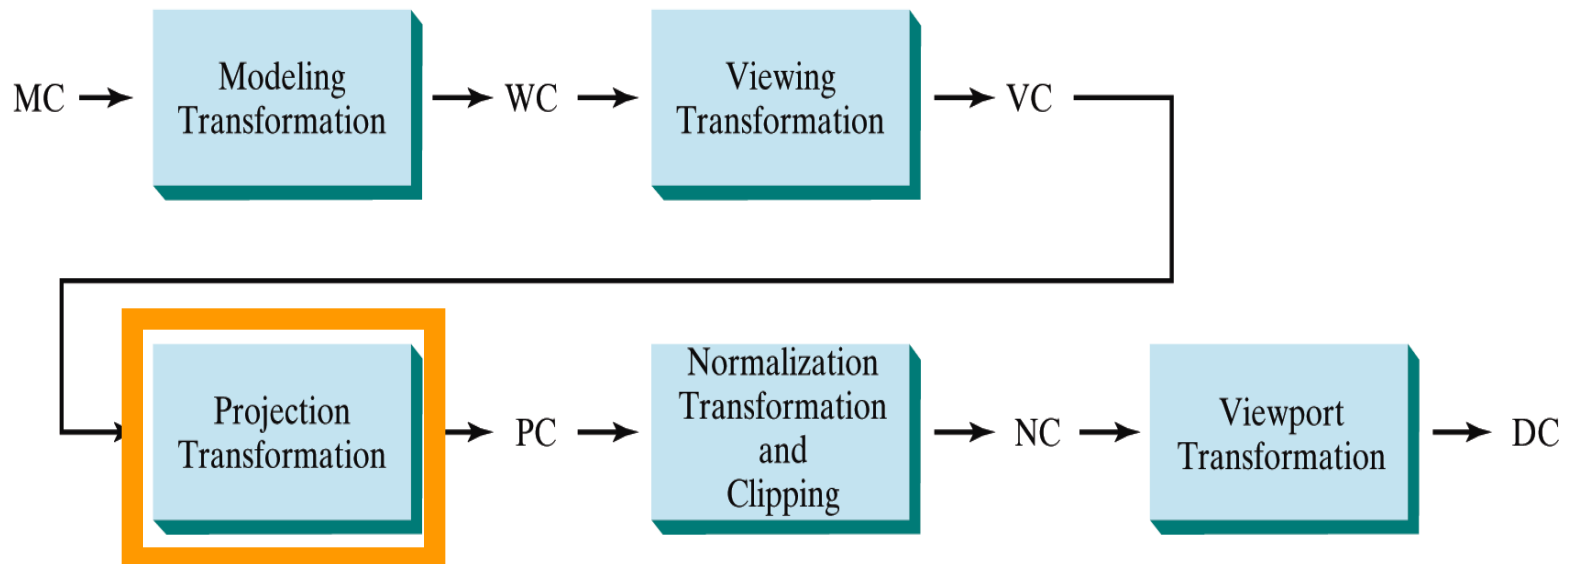 MC
Modeling
Transformation
WC
Viewing
Transformation
VC
Projection
Transformation
PC
Normalization
Transformation
and
Clipping
NC
Viewport
Transformation
DC